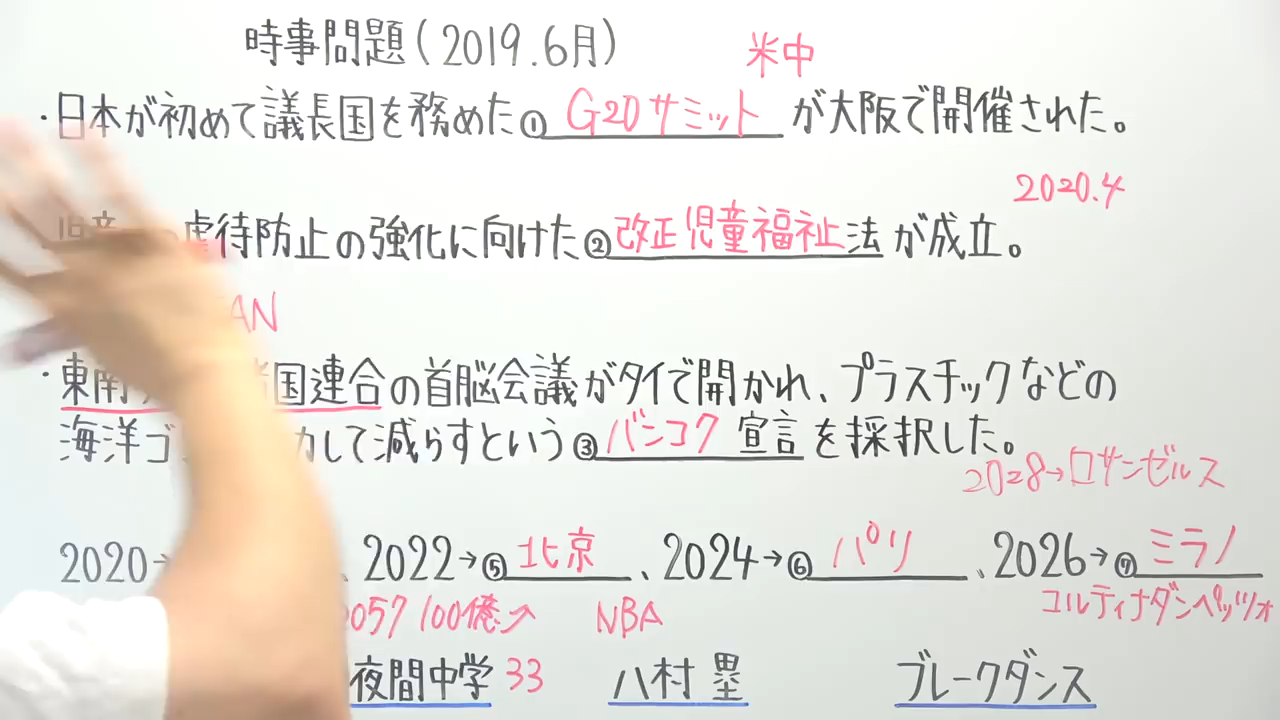 時事問題(2019.6月)
米中
・日本が初めて議長国を務めた① G20サミット が大阪で開催された。
2020.4
虐待防止の強化に向けた②改正児童福祉法が成立。
AN
・東南 国連合の首脳会議がタイで開かれ、プラスチックなどの
海洋ゴ して減らすという③バンコク 宣言を採択した。
2028→ロサンゼルス
2020→ 、2022→⑤北京 、2024→⑥ パリ 、2026→⑦ミラノ
コルティナダンペッツォ
057 100億↗ NBA
夜間中学 33 八村 塁 ブレークダンス